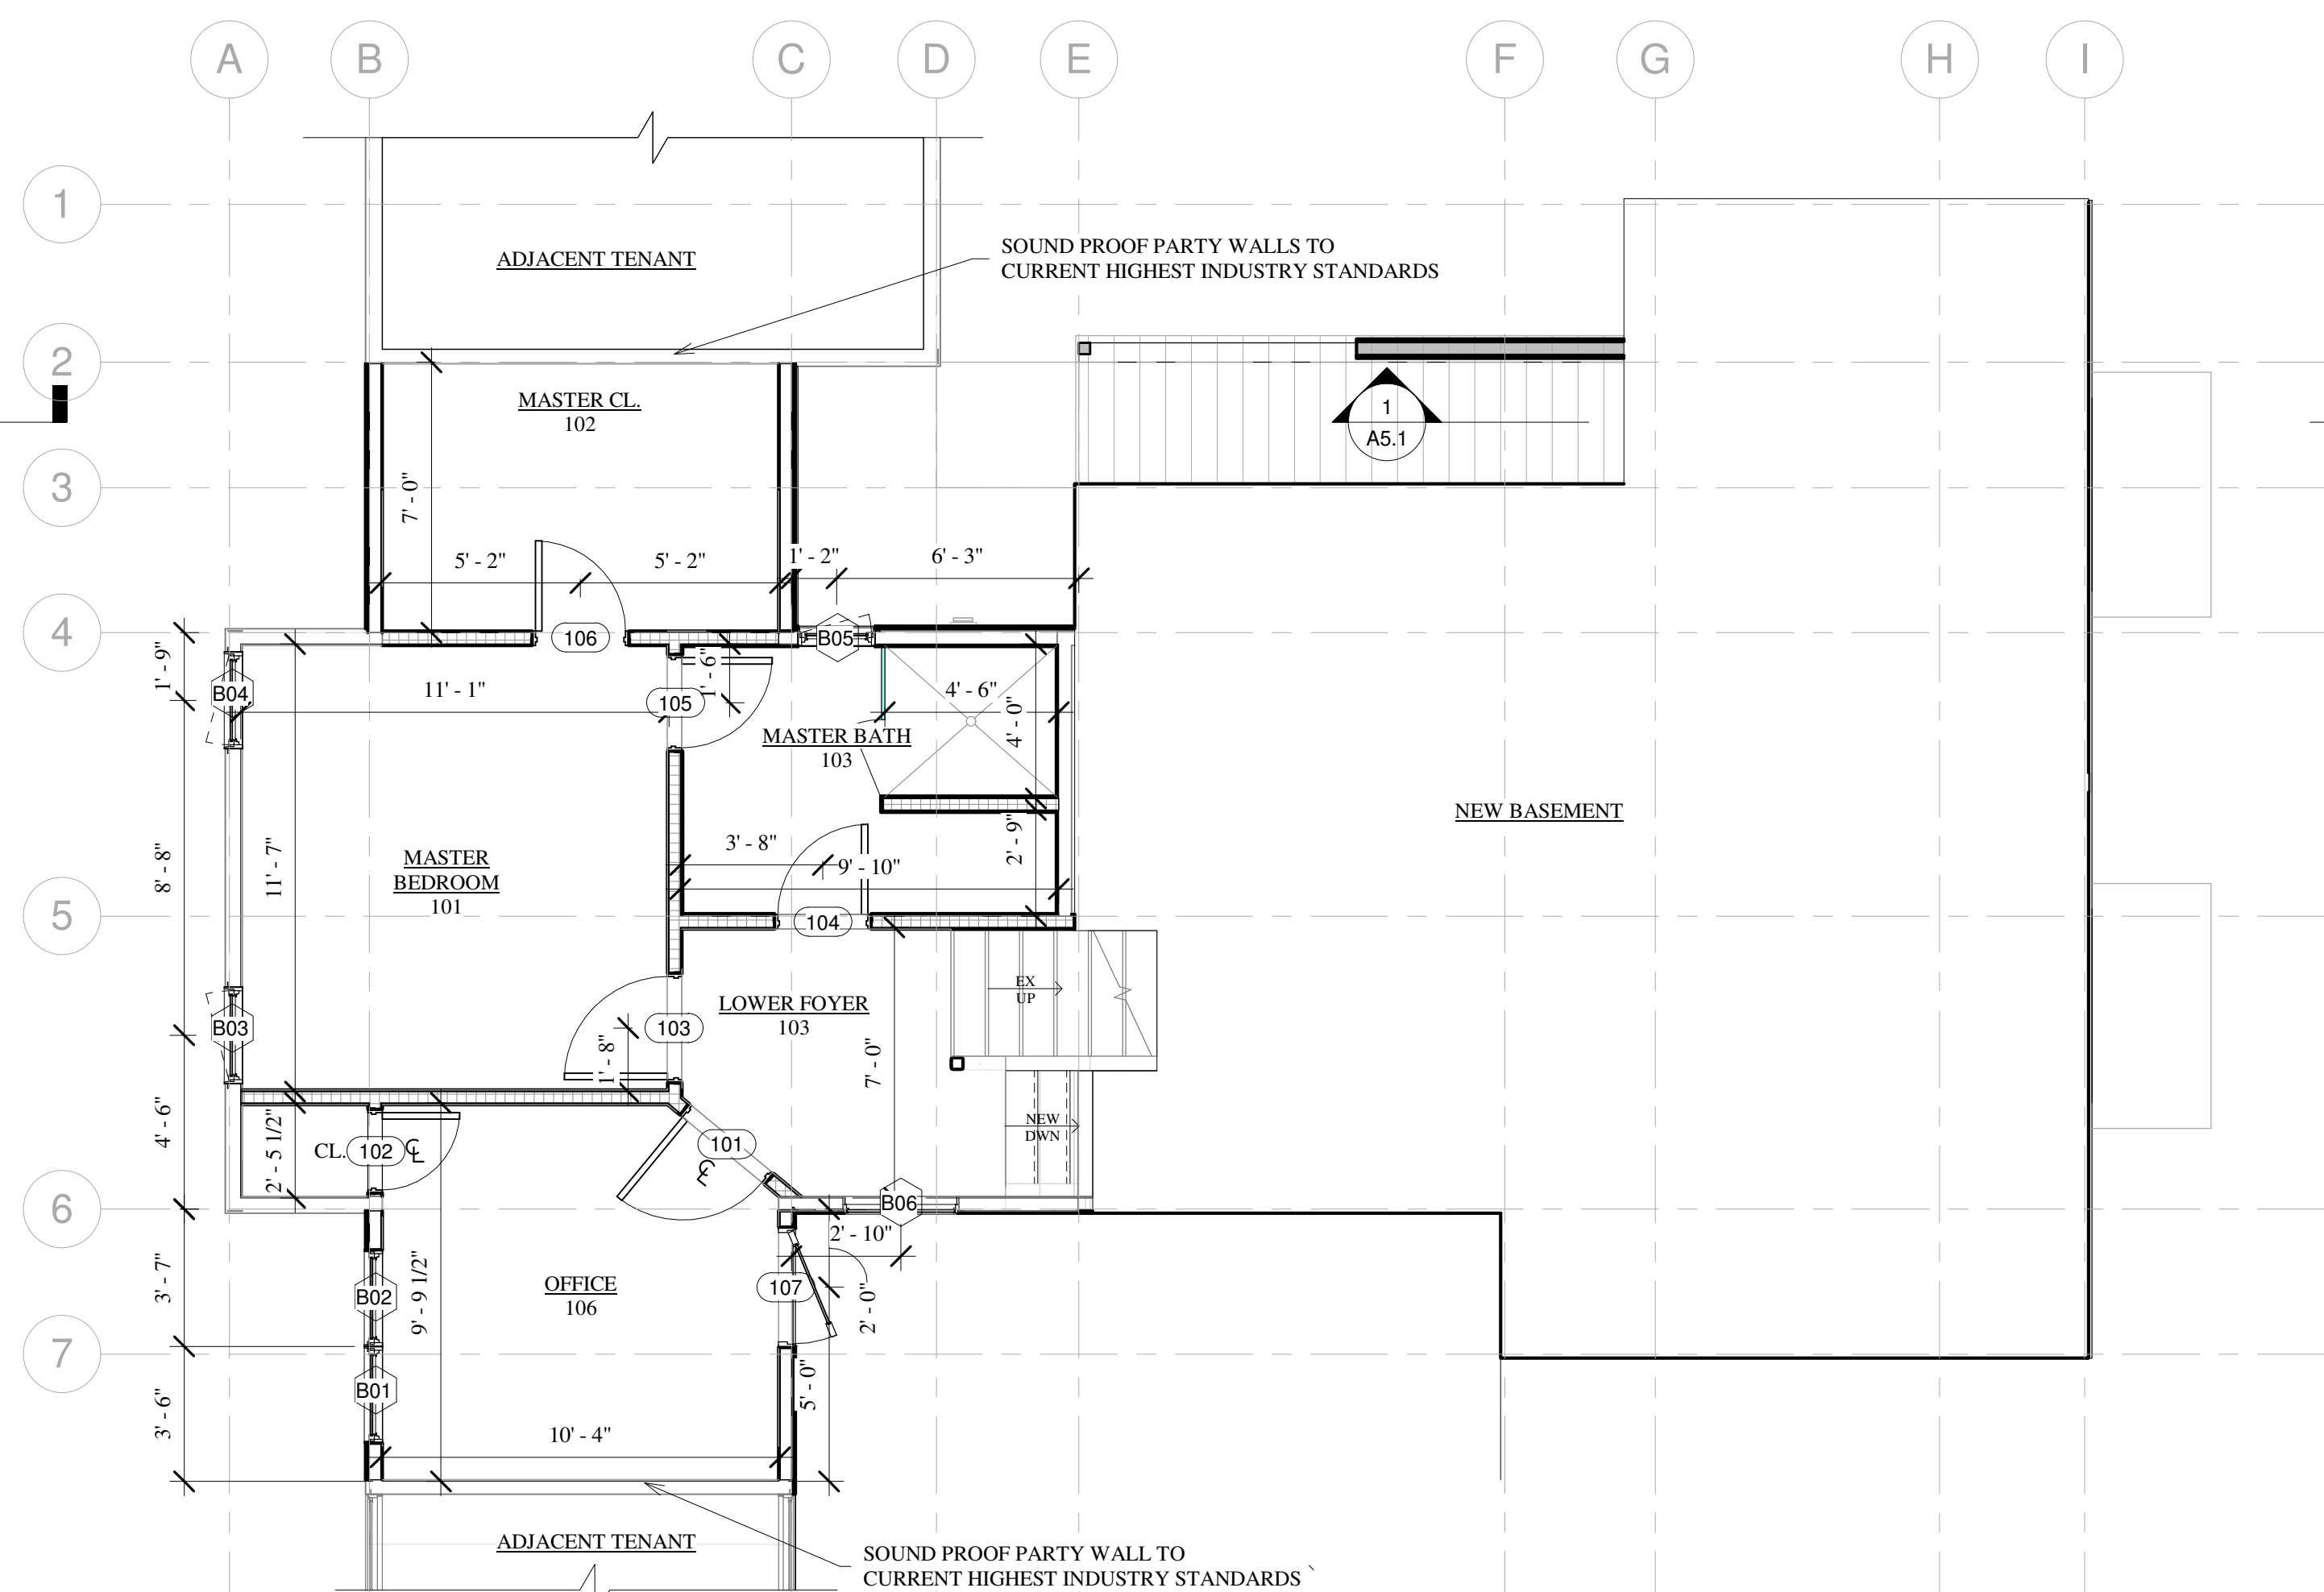 A
B
C
D
E
F
G
H
I
1
ADJACENT TENANT
SOUND PROOF PARTY WALLS TO
CURRENT HIGHEST INDUSTRY STANDARDS
2
MASTER CL.
102
1
A5.1
3
7' - 0"
5' - 2"
5' - 2"
1' - 2"
6' - 3"
4
106
B05
1' - 9"
B04
11' - 1"
105
1' - 6"
4' - 6"
4' - 0"
MASTER BATH
103
NEW BASEMENT
8' - 8"
11' - 7"
MASTER
BEDROOM
101
3' - 8"
9' - 10"
2' - 9"
5
104
EX
UP
LOWER FOYER
103
B03
103
1' - 8"
7' - 0"
4' - 6"
2' - 5 1/2"
CL.
102
℄
101
℄
NEW
DWN
6
B06
2' - 10"
3' - 7"
B02
9' - 9 1/2"
OFFICE
106
107
2' - 0"
7
3' - 6"
B01
5' - 0"
10' - 4"
ADJACENT TENANT
SOUND PROOF PARTY WALL TO
CURRENT HIGHEST INDUSTRY STANDARDS `